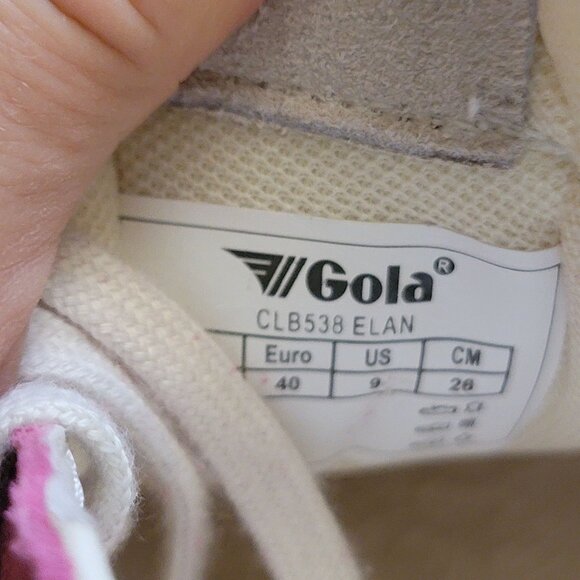 Gola®
CLB538 ELAN
Euro US CM
40 9 26